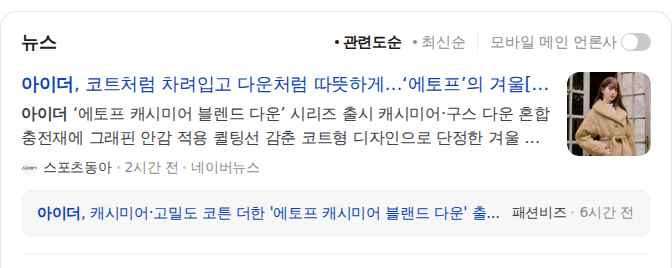 뉴스
• 관련도순 • 최신순 모바일 메인 언론사
아이더, 코트처럼 차려입고 다운처럼 따뜻하게…‘에토프’의 겨울[...
아이더 ‘에토프 캐시미어 블렌드 다운’ 시리즈 출시 캐시미어·구스 다운 혼합
충전재에 그래핀 안감 적용 퀼팅선 감춘 코트형 디자인으로 단정한 겨울 ...
스포츠동아 · 2시간 전 · 네이버뉴스
아이더, 캐시미어·고밀도 코튼 더한 '에토프 캐시미어 블랜드 다운' 출... 패션비즈 · 6시간 전